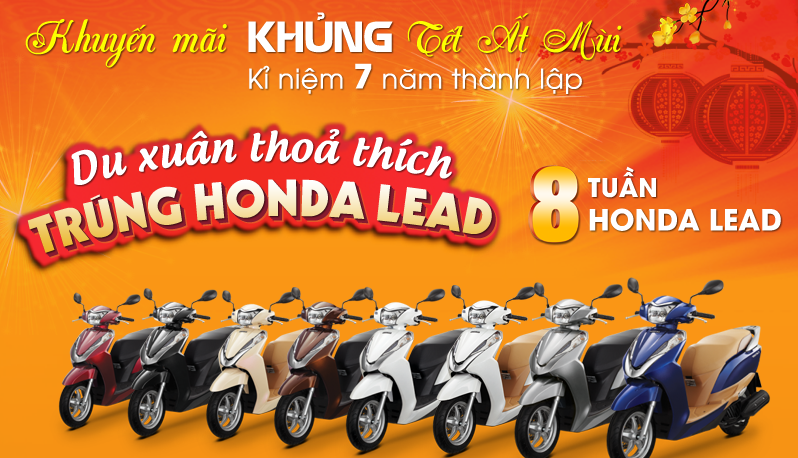 Khuyến mãi KHỦNG Tết Ất Mùi
Kỉ niệm 7 năm thành lập
Du xuân thoả thích
TRÚNG HONDA LEAD
8 TUẦN
HONDA LEAD